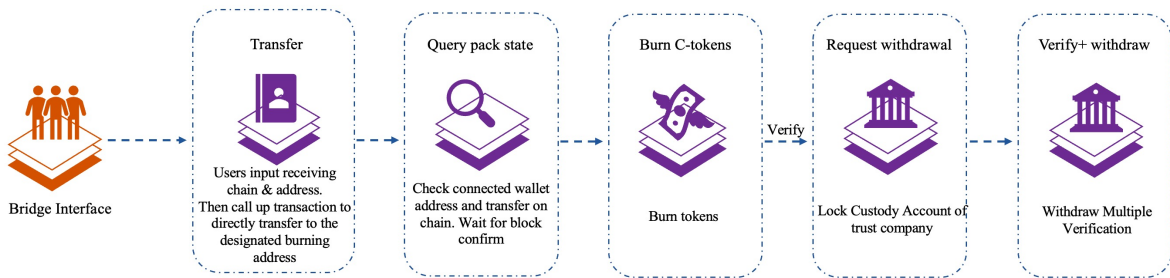 Bridge Interface
Transfer
Users input receiving
chain & address.
Then call up transaction to
directly transfer to the
designated burning
address
Query pack state
Check connected wallet
address and transfer on
chain. Wait for block
confirm
Burn C-tokens
Burn tokens
Verify
Request withdrawal
Lock Custody Account of
trust company
Verify+ withdraw
Withdraw Multiple
Verification